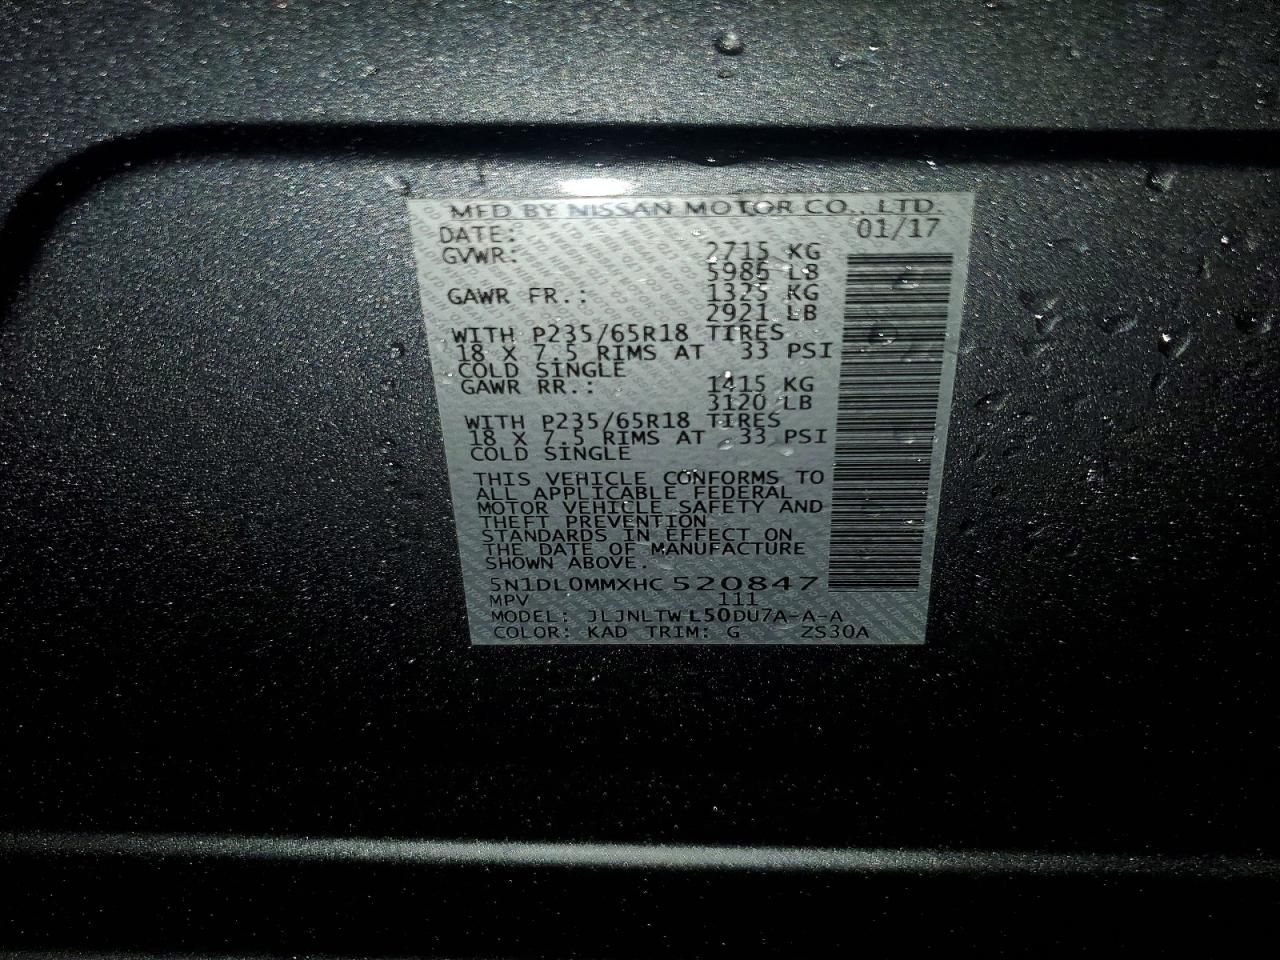 MFD BY NISSAN MOTOR CO., LTD.
DATE: 01/17
GVWR: 2715 KG
5985 LB
GAWR FR.: 1325 KG
2921 LB
WITH P235/65R18 TIRES
18 X 7.5 RIMS AT 33 PSI
COLD SINGLE
GAWR RR.: 1415 KG
3120 LB
WITH P235/65R18 TIRES
18 X 7.5 RIMS AT 33 PSI
COLD SINGLE
THIS VEHICLE CONFORMS TO
ALL APPLICABLE FEDERAL
MOTOR VEHICLE SAFETY AND
THEFT PREVENTION
STANDARDS IN EFFECT ON
THE DATE OF MANUFACTURE
SHOWN ABOVE.
5N1DL0MMXHC 520847
MPV 111
MODEL: JLJNLTWL50DU7A-A-A
COLOR: KAD TRIM: G ZS30A